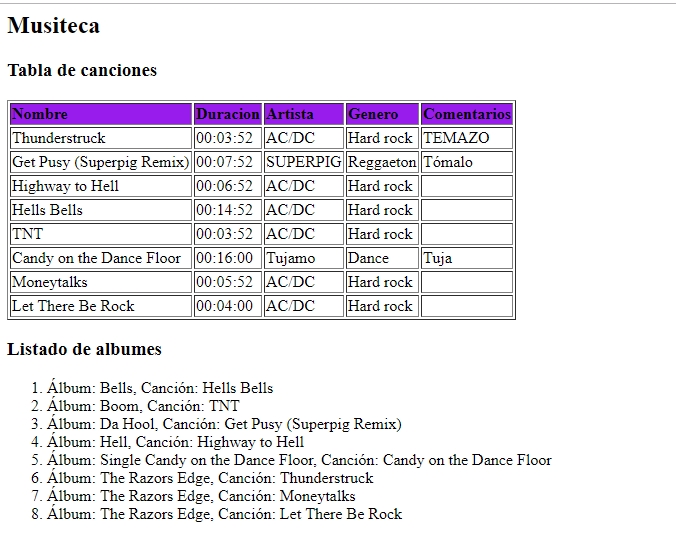 Musiteca
Tabla de canciones
Nombre Duracion Artista Genero Comentarios
Thunderstruck 00:03:52 AC/DC Hard rock TEMAZO
Get Pusy (Superpig Remix) 00:07:52 SUPERPIG Reggaeton Tómalo
Highway to Hell 00:06:52 AC/DC Hard rock
Hells Bells 00:14:52 AC/DC Hard rock
TNT 00:03:52 AC/DC Hard rock
Candy on the Dance Floor 00:16:00 Tujamo Dance Tuja
Moneytalks 00:05:52 AC/DC Hard rock
Let There Be Rock 00:04:00 AC/DC Hard rock
Listado de albumes
1. Álbum: Bells, Canción: Hells Bells
2. Álbum: Boom, Canción: TNT
3. Álbum: Da Hool, Canción: Get Pusy (Superpig Remix)
4. Álbum: Hell, Canción: Highway to Hell
5. Álbum: Single Candy on the Dance Floor, Canción: Candy on the Dance Floor
6. Álbum: The Razors Edge, Canción: Thunderstruck
7. Álbum: The Razors Edge, Canción: Moneytalks
8. Álbum: The Razors Edge, Canción: Let There Be Rock